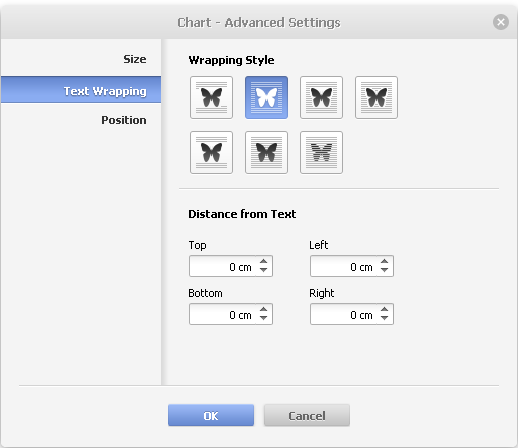 Chart - Advanced Settings
Size
Text Wrapping
Position
Wrapping Style
Distance from Text
Top
Left
0 cm
0 cm
Bottom
Right
0 cm
0 cm
OK
Cancel